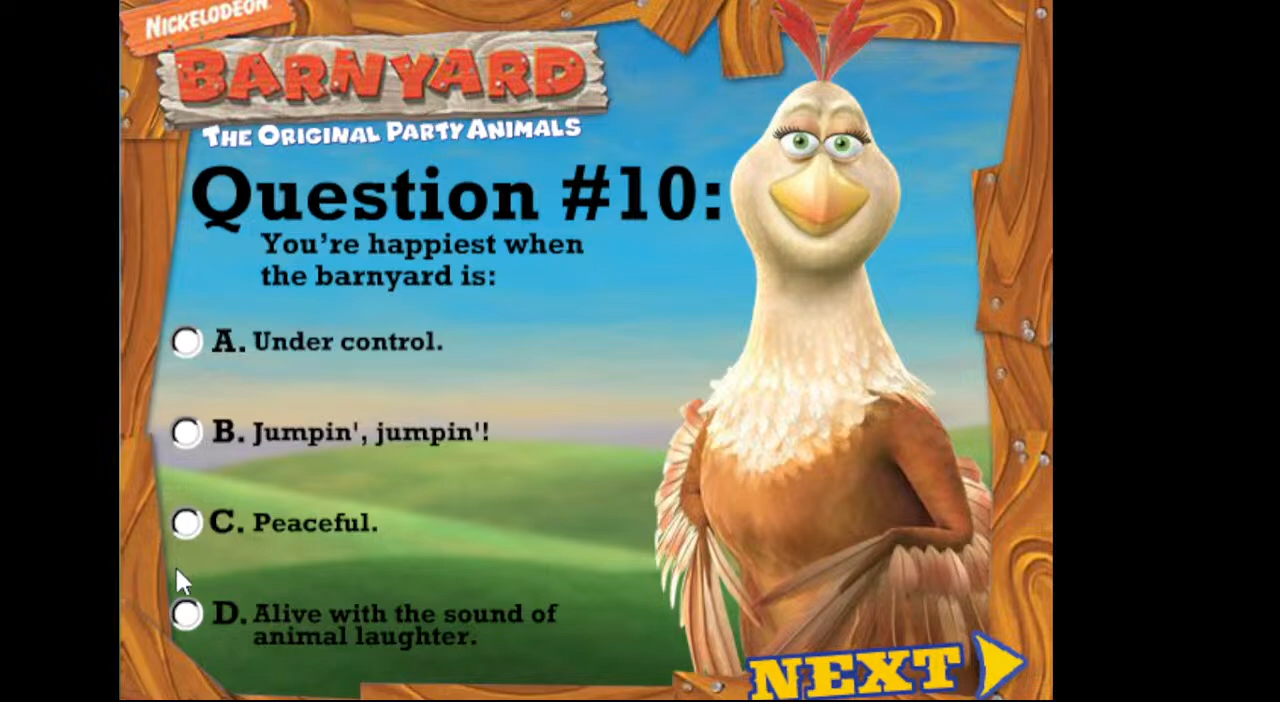 NICKELODEON
BARNYARD
THE ORIGINAL PARTY ANIMALS
Question #10:
You're happiest when
the barnyard is:
A. Under control.
B. Jumpin', jumpin'!
C. Peaceful.
D. Alive with the sound of
animal laughter.
NEXT